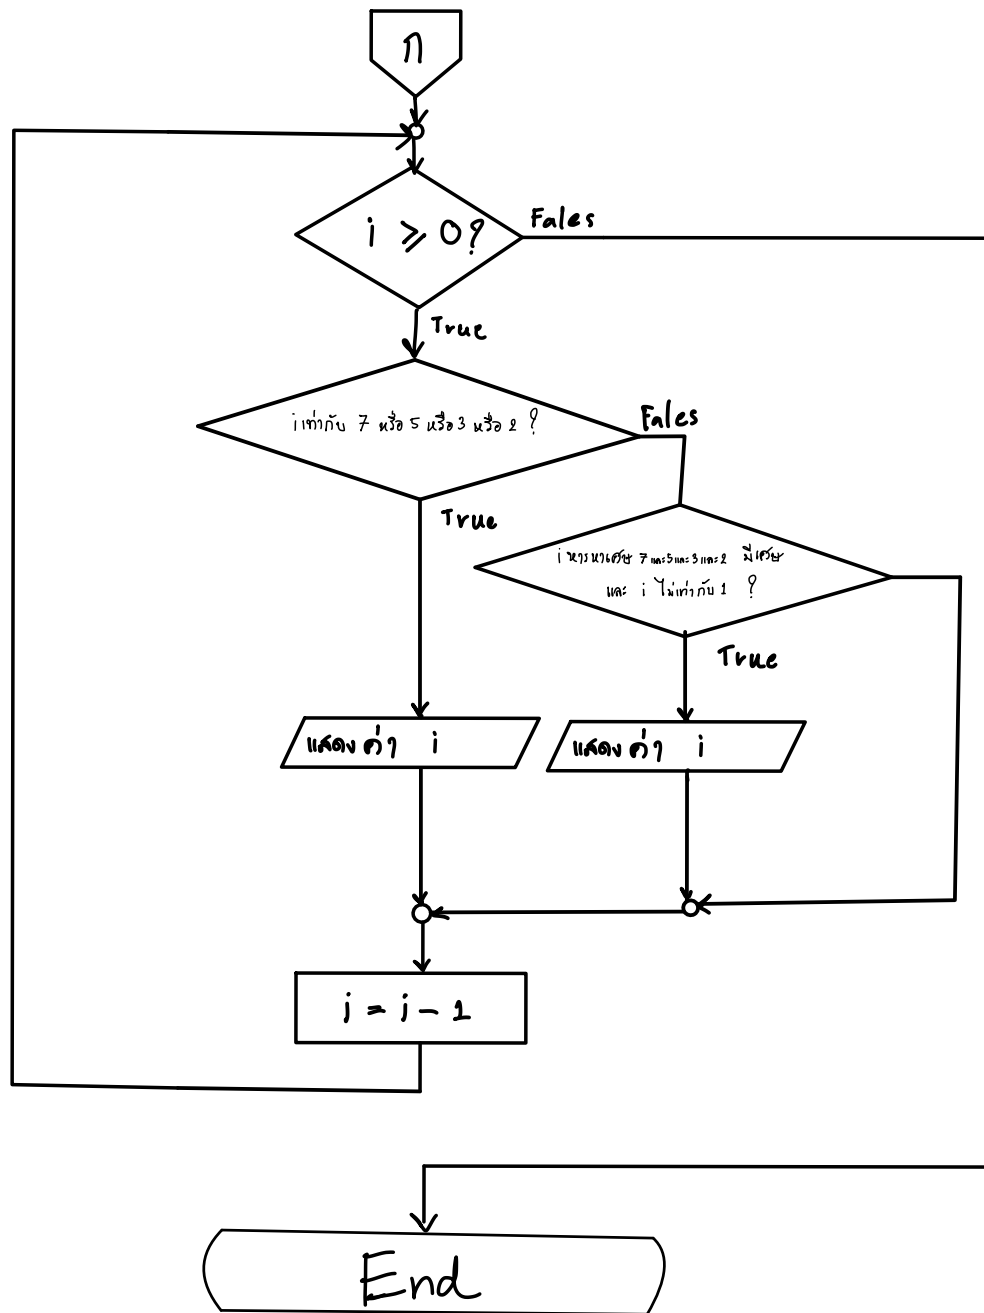 ก
i ≥ 0?
Fales
True
i เท่ากับ 7 หรือ 5 หรือ 3 หรือ 2 ?
Fales
True
i หารหาเศษ 7 และ 5 และ 3 และ 2 มีเศษ
และ i ไม่เท่ากับ 1 ?
True
แสดงค่า i
แสดงค่า i
i = i - 1
End